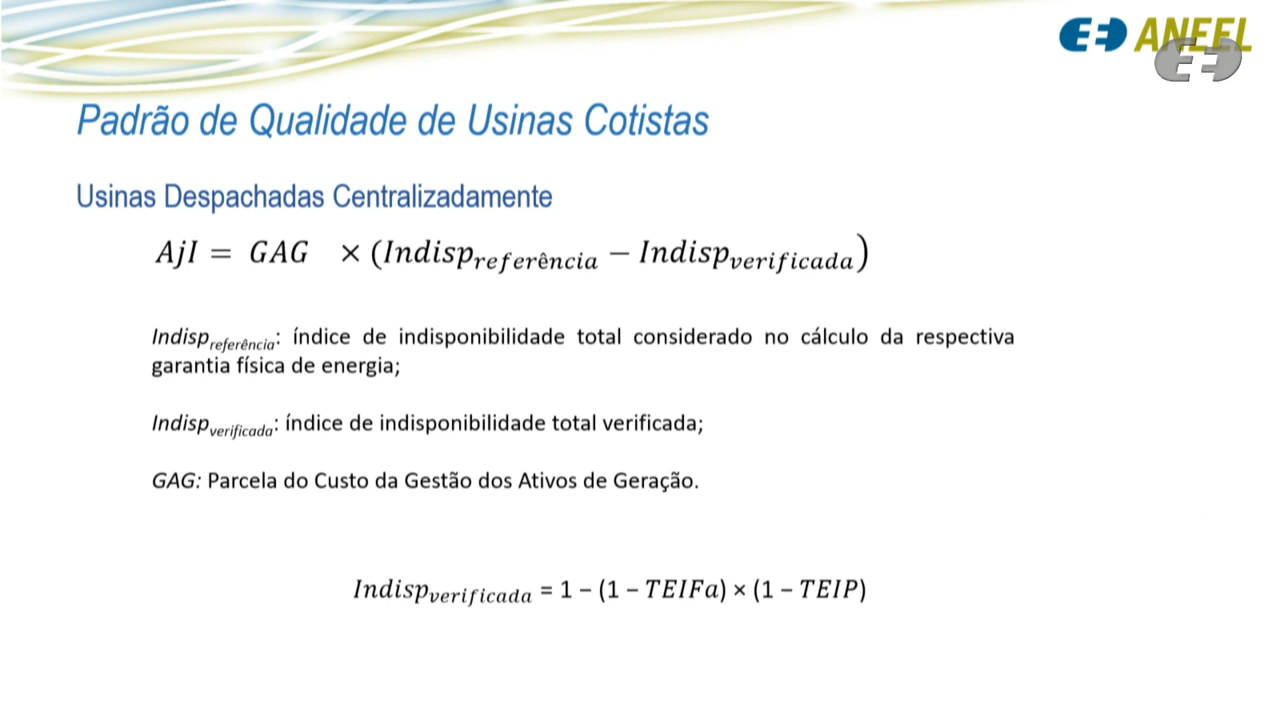 ANEEL
Padrão de Qualidade de Usinas Cotistas
Usinas Despachadas Centralizadamente
AjI = GAG × (Indisp_referência − Indisp_verificada)
Indisp_referência: índice de indisponibilidade total considerado no cálculo da respectiva
garantia física de energia;
Indisp_verificada: índice de indisponibilidade total verificada;
GAG: Parcela do Custo da Gestão dos Ativos de Geração.
Indisp_verificada = 1 – (1 – TEIFa) × (1 – TEIP)